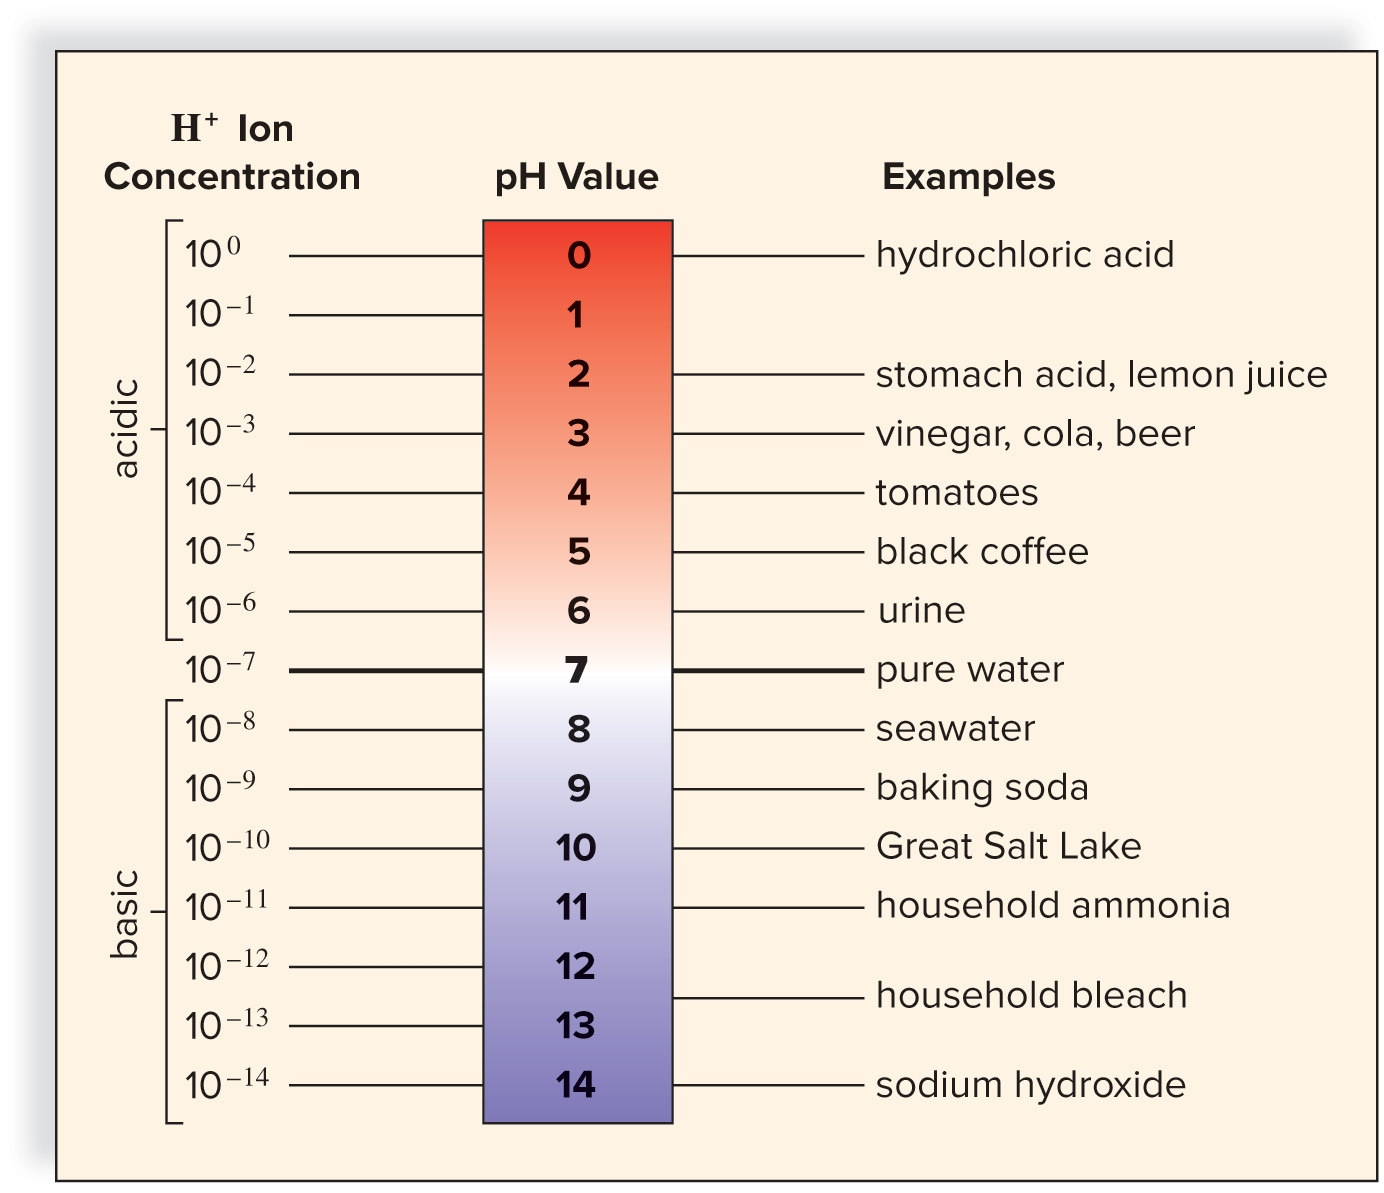 H⁺ Ion
Concentration pH Value Examples
10⁰ 0 hydrochloric acid
10⁻¹ 1
10⁻² 2 stomach acid, lemon juice
10⁻³ 3 vinegar, cola, beer
acidic
10⁻⁴ 4 tomatoes
10⁻⁵ 5 black coffee
10⁻⁶ 6 urine
10⁻⁷ 7 pure water
10⁻⁸ 8 seawater
10⁻⁹ 9 baking soda
10⁻¹⁰ 10 Great Salt Lake
10⁻¹¹ 11 household ammonia
basic
10⁻¹² 12
household bleach
10⁻¹³ 13
10⁻¹⁴ 14 sodium hydroxide